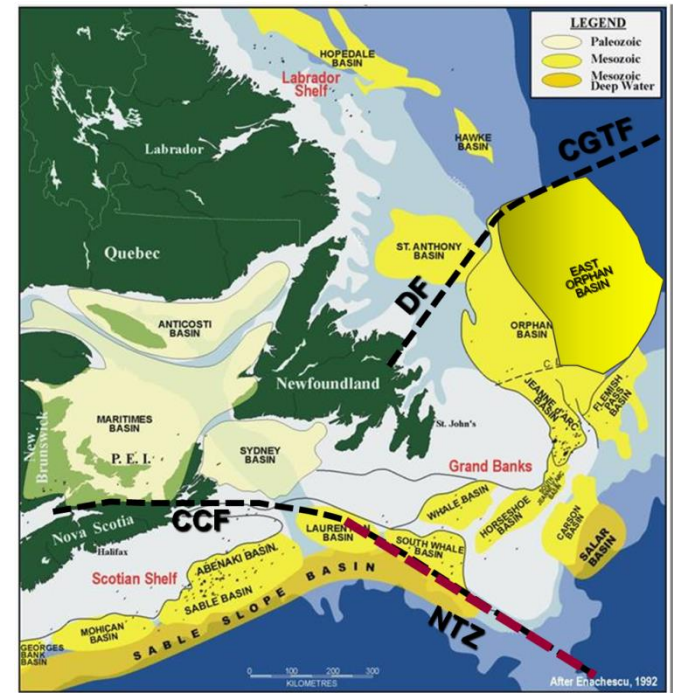 LEGEND
Paleozoic
Mesozoic
Mesozoic
Deep Water
HOPEDALE
BASIN
Labrador
Shelf
HAWKE
BASIN
CGTF
Labrador
Quebec
ST. ANTHONY
BASIN
DF
EAST
ORPHAN
BASIN
ANTICOSTI
BASIN
ORPHAN
Newfoundland
JEANNE d'ARC
BASIN
FLEMISH
PASS
BASIN
MARITIMES
BASIN
New
Brunswick
P. E. I.
St. John's
SYDNEY
BASIN
Grand Banks
WHALE BASIN
HORSESHOE
BASIN
CARSON
BASIN
SALAR
BASIN
CCF
Nova Scotia
Halifax
LAURENTIAN
BASIN
SOUTH WHALE
BASIN
Scotian Shelf
ABENAKI BASIN
SABLE BASIN
SABLE SLOPE BASIN
MOHICAN
BASIN
GEORGES
BANK
BASIN
NTZ
0 100 200 300
KILOMETRES
After Enachescu, 1992